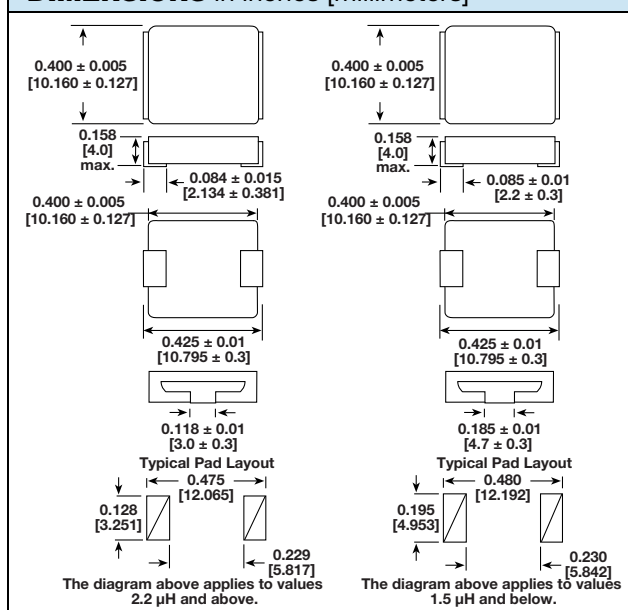 Dimensions in inches [millimeters]
0.400 ± 0.005
[10.160 ± 0.127]
0.158
[4.0]
max.
0.084 ± 0.015
[2.134 ± 0.381]
0.400 ± 0.005
[10.160 ± 0.127]
0.425 ± 0.01
[10.795 ± 0.3]
0.118 ± 0.01
[3.0 ± 0.3]
Typical Pad Layout
0.475
[12.065]
0.128
[3.251]
0.229
[5.817]
The diagram above applies to values
2.2 µH and above.
0.400 ± 0.005
[10.160 ± 0.127]
0.158
[4.0]
max.
0.085 ± 0.01
[2.2 ± 0.3]
0.400 ± 0.005
[10.160 ± 0.127]
0.425 ± 0.01
[10.795 ± 0.3]
0.185 ± 0.01
[4.7 ± 0.3]
Typical Pad Layout
0.480
[12.192]
0.195
[4.953]
0.230
[5.842]
The diagram above applies to values
1.5 µH and below.